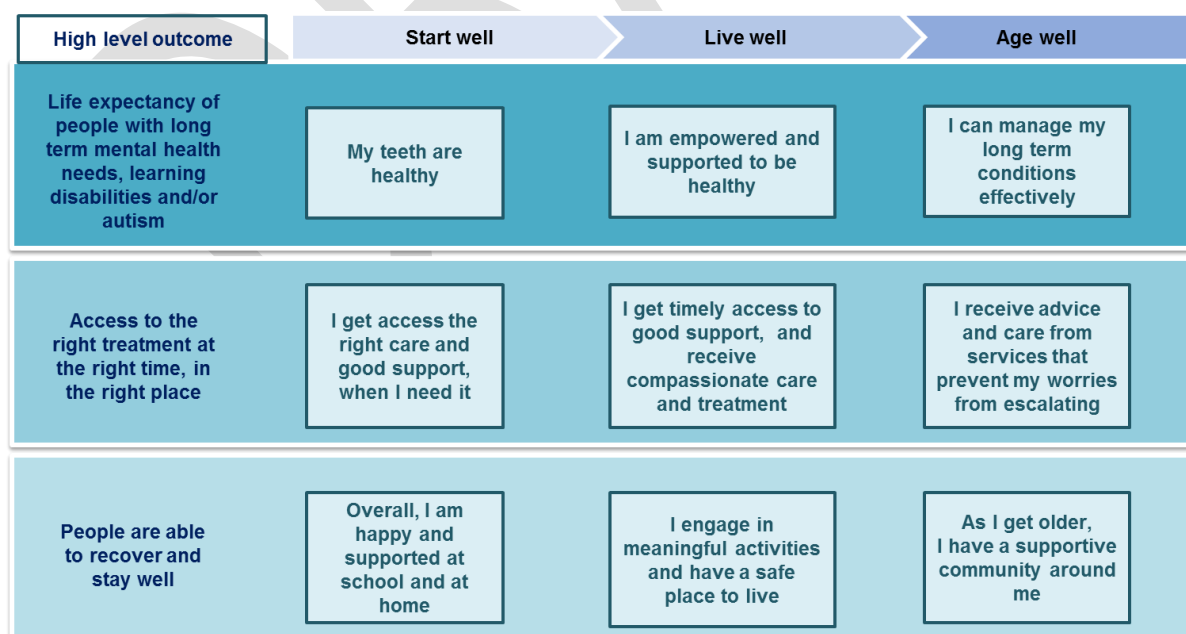 High level outcome
Start well
Live well
Age well
Life expectancy of
people with long
term mental health
needs, learning
disabilities and/or
autism
My teeth are
healthy
I am empowered and
supported to be
healthy
I can manage my
long term
conditions
effectively
Access to the
right treatment at
the right time, in
the right place
I get access the
right care and
good support,
when I need it
I get timely access to
good support, and
receive
compassionate care
and treatment
I receive advice
and care from
services that
prevent my worries
from escalating
People are able
to recover and
stay well
Overall, I am
happy and
supported at
school and at
home
I engage in
meaningful activities
and have a safe
place to live
As I get older,
I have a supportive
community around
me